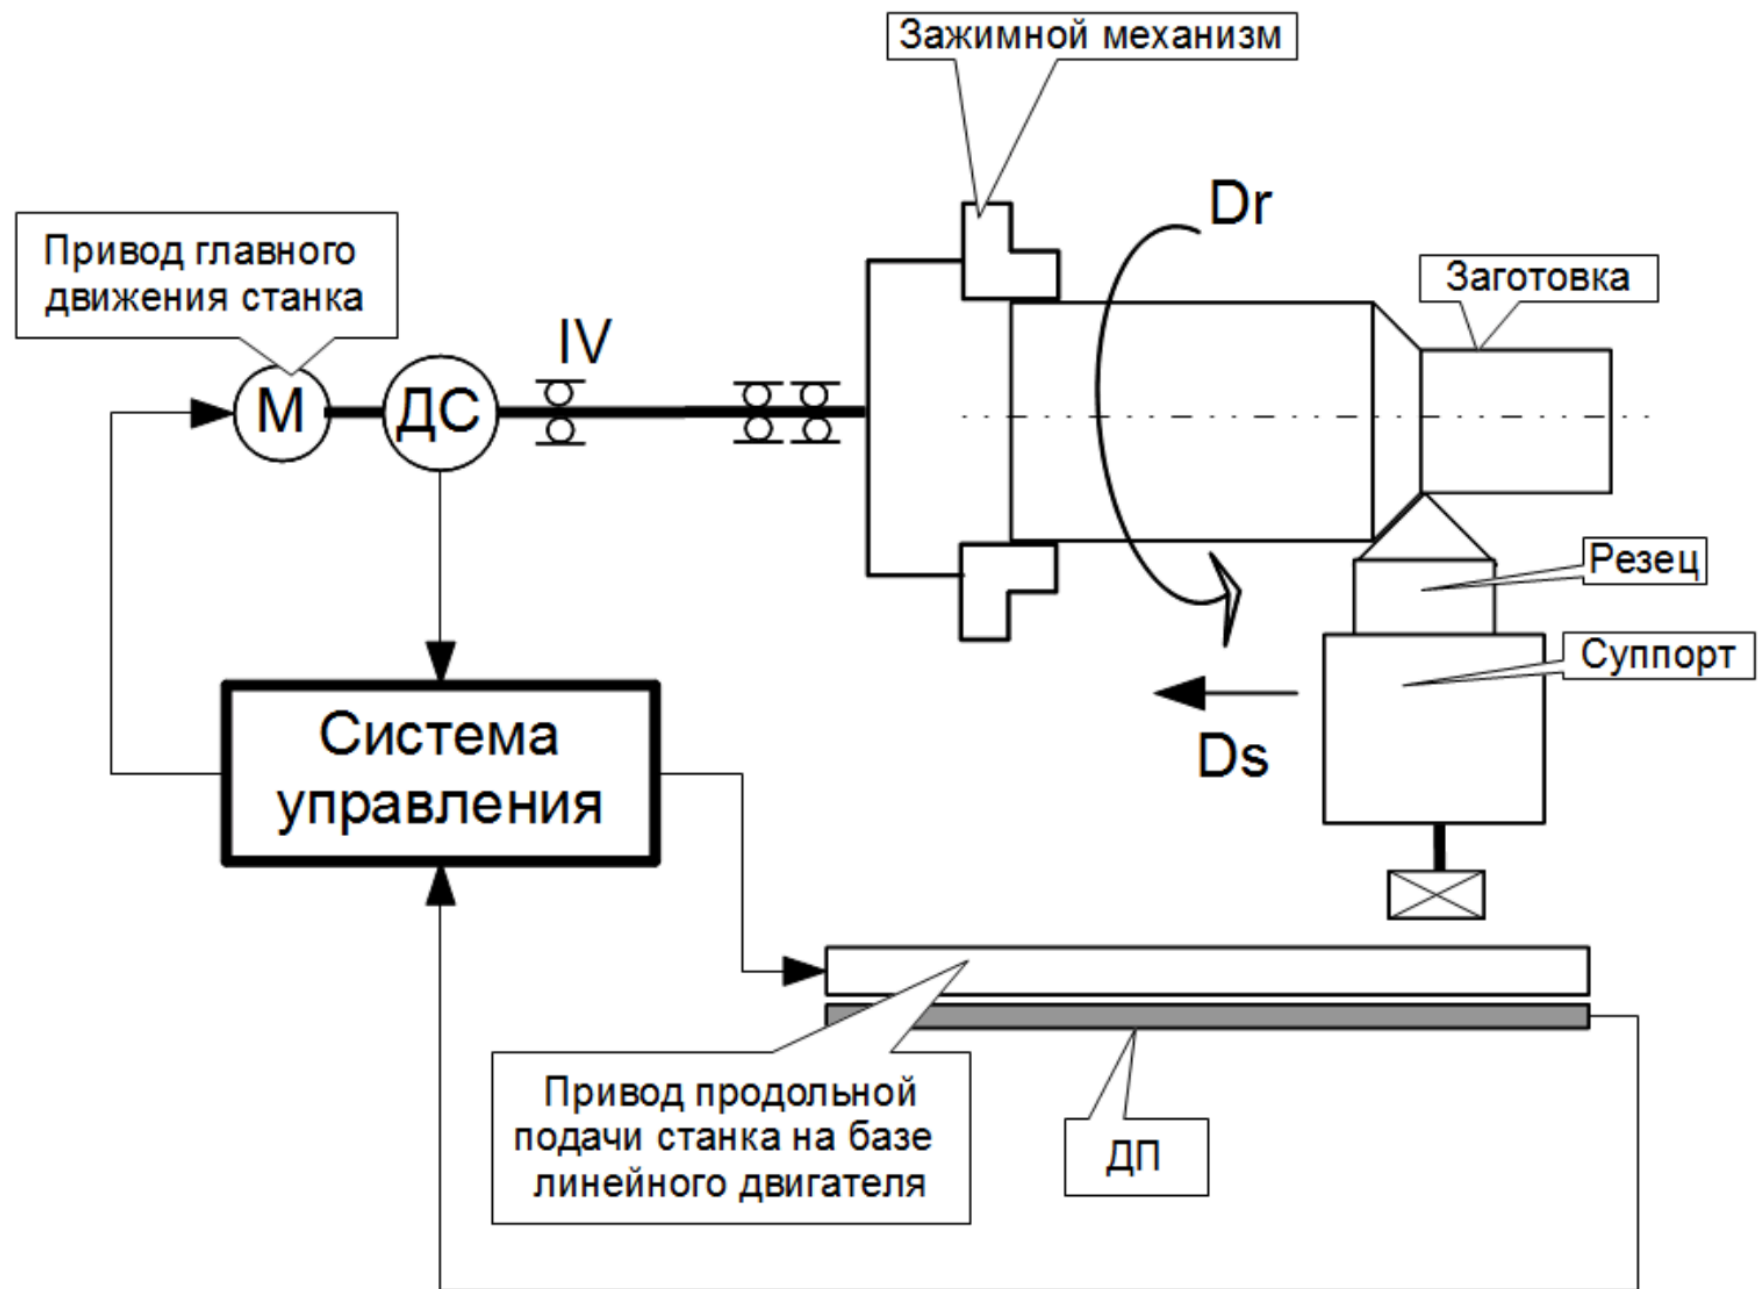 Зажимной механизм
Dr
Привод главного
движения станка
Заготовка
IV
М
ДС
Резец
Суппорт
Система
управления
Ds
Привод продольной
подачи станка на базе
линейного двигателя
ДП